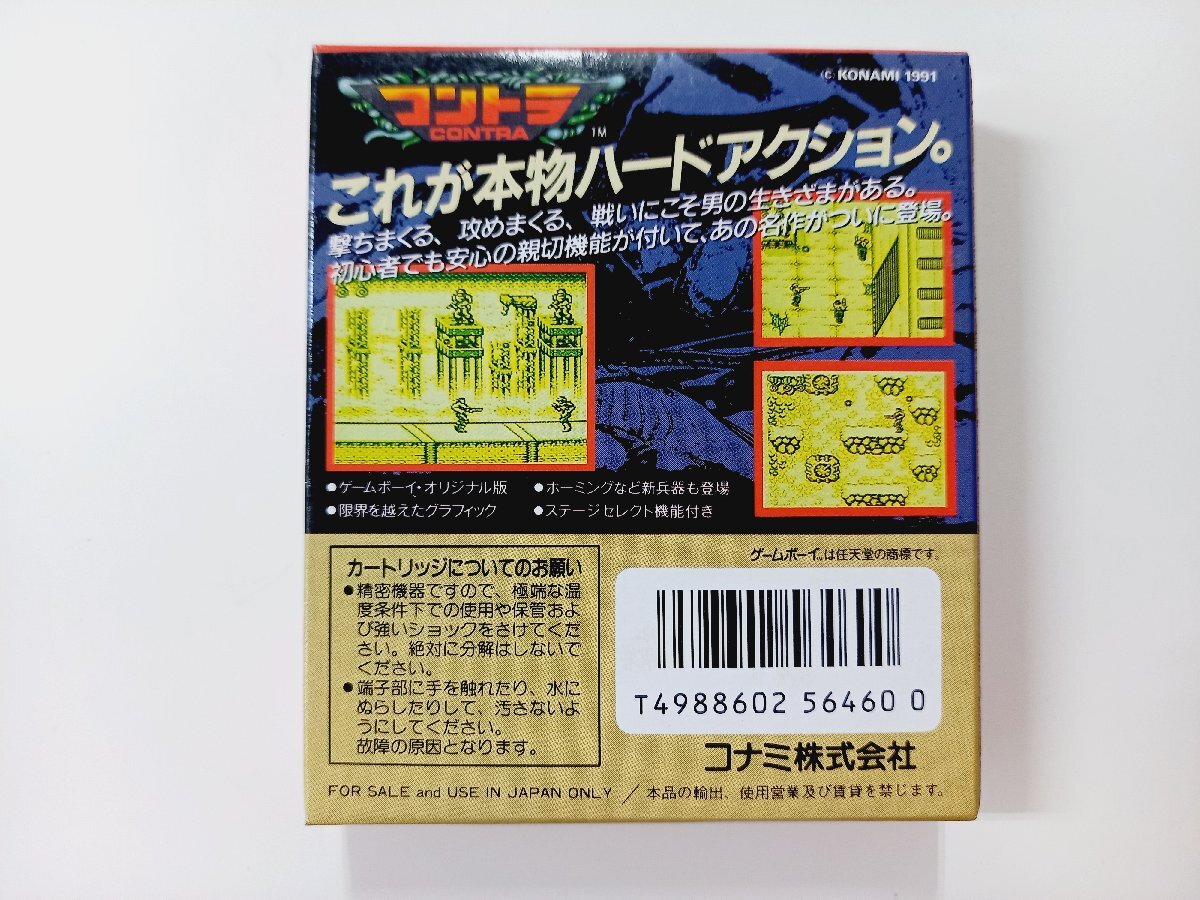 © KONAMI 1991
コントラ
CONTRA
TM
これが本物ハードアクション。
撃ちまくる、攻めまくる、戦いにこそ男の生きざまがある。
初心者でも安心の親切機能が付いて、あの名作がついに登場。
●ゲームボーイ・オリジナル版
●ホーミングなど新兵器も登場
●限界を越えたグラフィック
●ステージセレクト機能付き
カートリッジについてのお願い
●精密機器ですので、極端な温
度条件下での使用や保管およ
び強いショックをさけてくだ
さい。絶対に分解はしないで
ください。
●端子部に手を触れたり、水に
ぬらしたりして、汚さないよ
うにしてください。
故障の原因となります。
ゲームボーイ™は任天堂の商標です。
T4988602 56460 0
コナミ株式会社
FOR SALE and USE IN JAPAN ONLY / 本品の輸出、使用営業及び賃貸を禁じます。